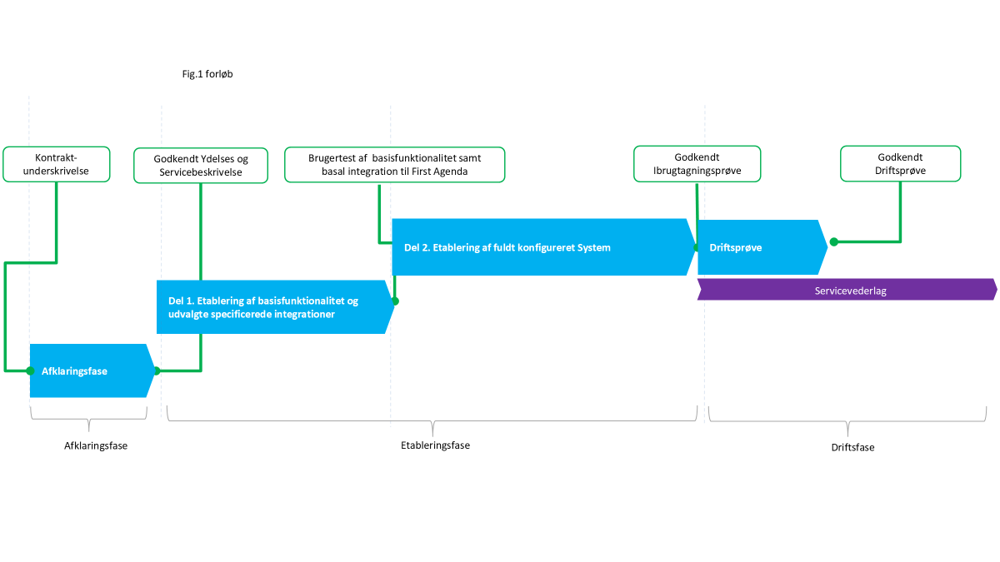 Fig.1 forløb
Kontrakt-
underskrivelse
Godkendt Ydelses og
Servicebeskrivelse
Brugertest af  basisfunktionalitet samt
basal integration til First Agenda
Godkendt
Ibrugtagningsprøve
Godkendt
Driftsprøve
Del 2. Etablering af fuldt konfigureret System
Driftsprøve
Servicevederlag
Del 1. Etablering af basisfunktionalitet og
udvalgte specificerede integrationer
Afklaringsfase
Afklaringsfase
Etableringsfase
Driftsfase